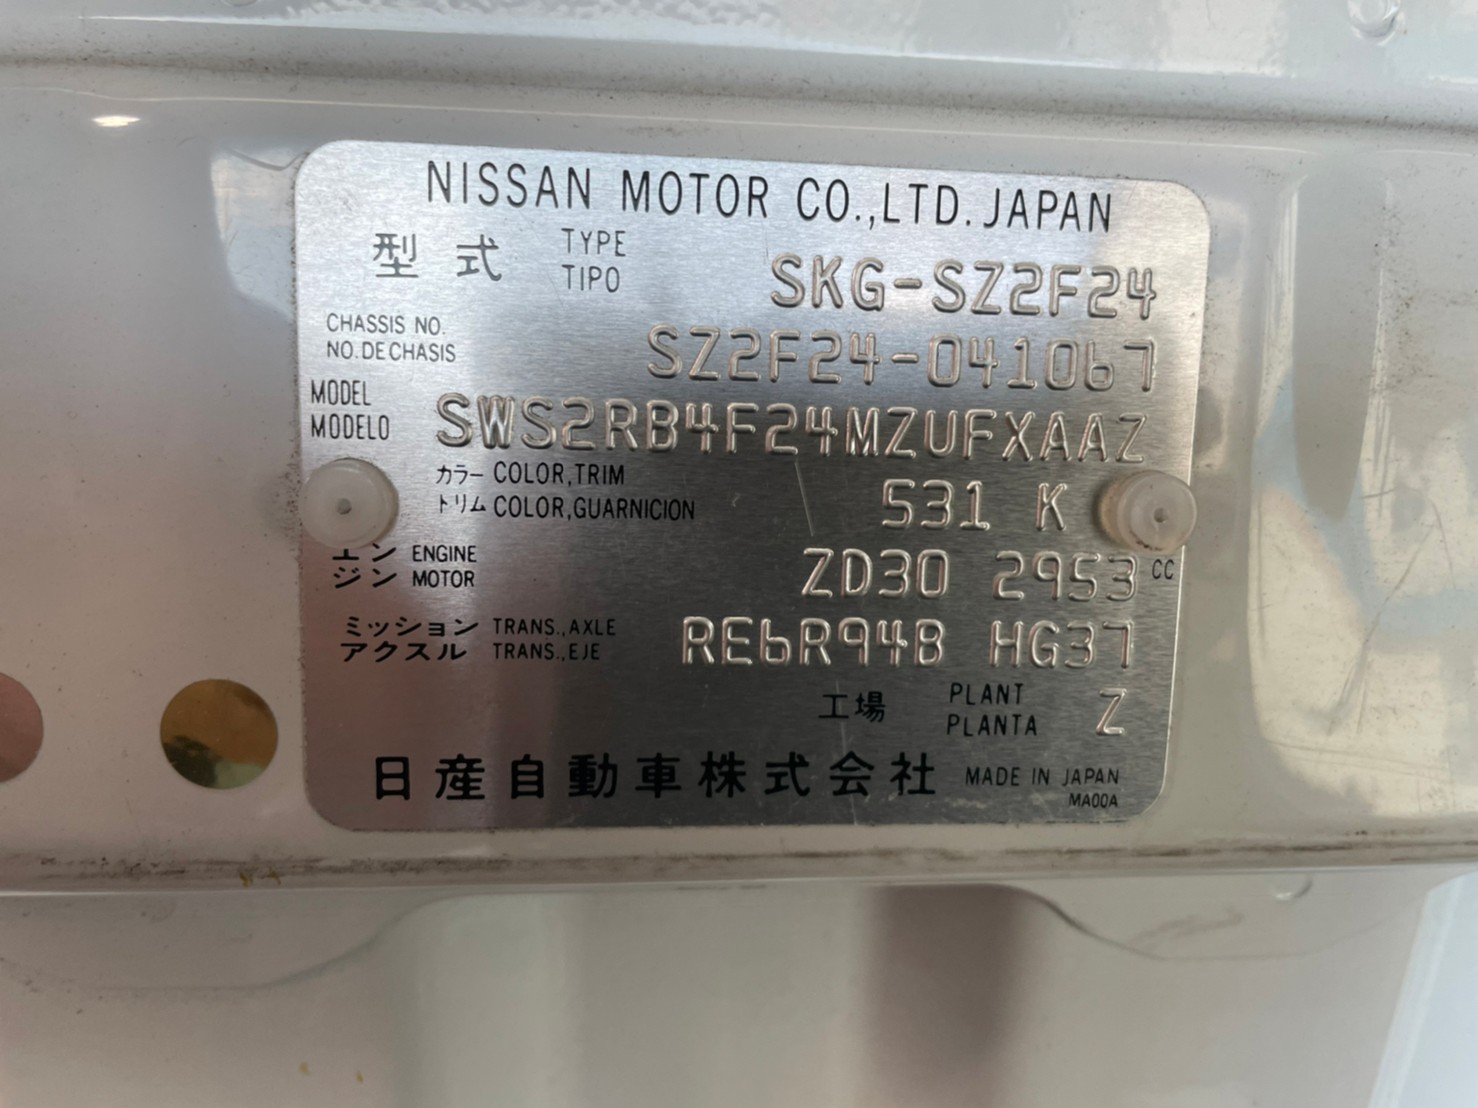 NISSAN MOTOR CO.,LTD. JAPAN
型式 TYPE TIPO SKG-SZ2F24
CHASSIS NO. NO.DE CHASIS SZ2F24-041067
MODEL MODELO SWS2RB4F24MZUFXAAZ
カラー COLOR,TRIM
トリム COLOR,GUARNICION 531 K
エン ENGINE
ジン MOTOR ZD30 2953 CC
ミッション TRANS.,AXLE
アクスル TRANS.,EJE RE6R94B HG37
工場 PLANT PLANTA Z
日産自動車株式会社 MADE IN JAPAN
MA00A